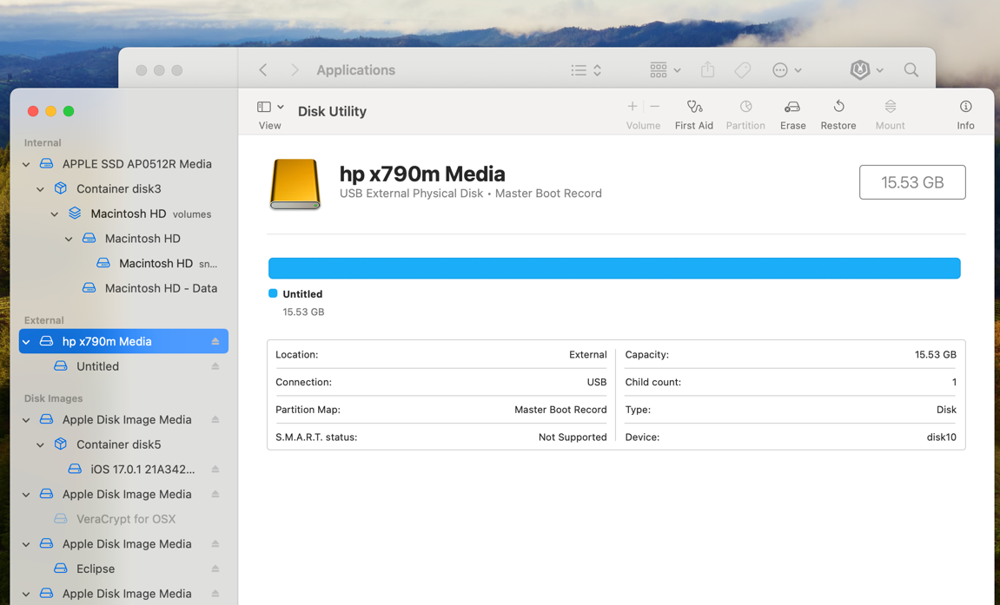 Applications
Disk Utility
View
Volume
First Aid
Partition
Erase
Restore
Mount
Info
Internal
APPLE SSD AP0512R Media
Container disk3
Macintosh HD volumes
Macintosh HD
Macintosh HD sn...
Macintosh HD - Data
External
hp x790m Media
Untitled
Disk Images
Apple Disk Image Media
Container disk5
iOS 17.0.1 21A342...
Apple Disk Image Media
VeraCrypt for OSX
Apple Disk Image Media
Eclipse
Apple Disk Image Media
hp x790m Media
USB External Physical Disk • Master Boot Record
15.53 GB
Untitled
15.53 GB
Location: External
Connection: USB
Partition Map: Master Boot Record
S.M.A.R.T. status: Not Supported
Capacity: 15.53 GB
Child count: 1
Type: Disk
Device: disk10